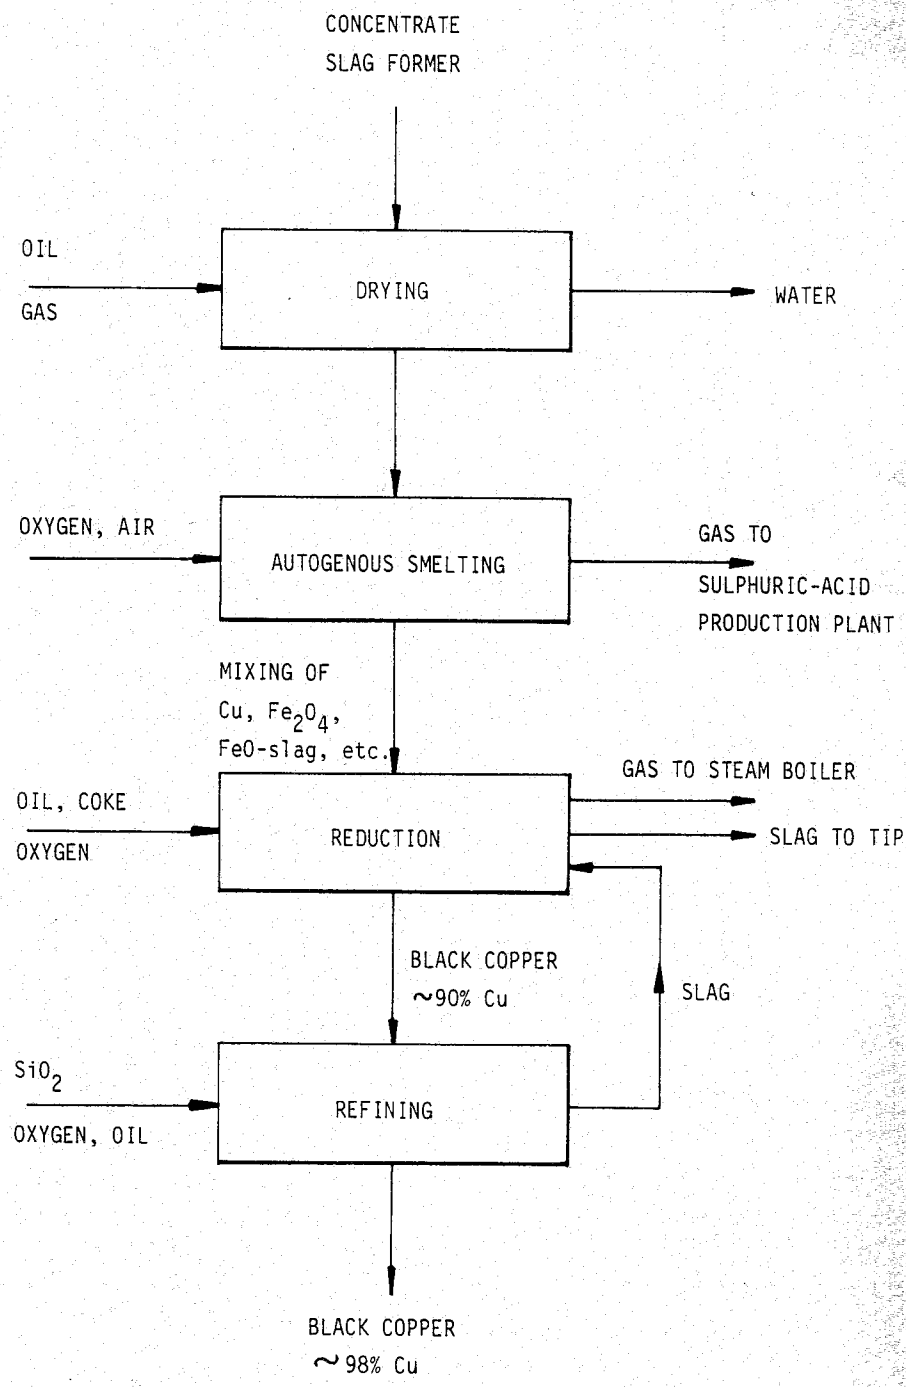 CONCENTRATE
SLAG FORMER
OIL
GAS
DRYING
WATER
OXYGEN, AIR
AUTOGENOUS SMELTING
GAS TO
SULPHURIC-ACID
PRODUCTION PLANT
MIXING OF
Cu, Fe₂O₄,
FeO-slag, etc.
GAS TO STEAM BOILER
OIL, COKE
OXYGEN
REDUCTION
SLAG TO TIP
BLACK COPPER
~90% Cu
SLAG
SiO₂
OXYGEN, OIL
REFINING
BLACK COPPER
~98% Cu